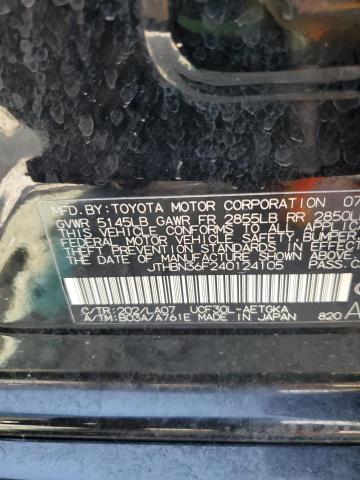 MFD.BY:TOYOTA MOTOR CORPORATION 07
GVWR 5145LB GAWR FR 2855LB RR 2850L
THIS VEHICLE CONFORMS TO ALL APPLICA
FEDERAL MOTOR VEHICLE SAFETY,BUMPER
THEFT PREVENTION STANDARDS IN
THE DATE OF MANUFACTURE SHOWN ABOVE.
JTHBN36F240124105 PASS-C
C/TR:202/LA07 UCF30L-AETGKA
A/TM:B03A/A761E MADE IN JAPAN 820 A